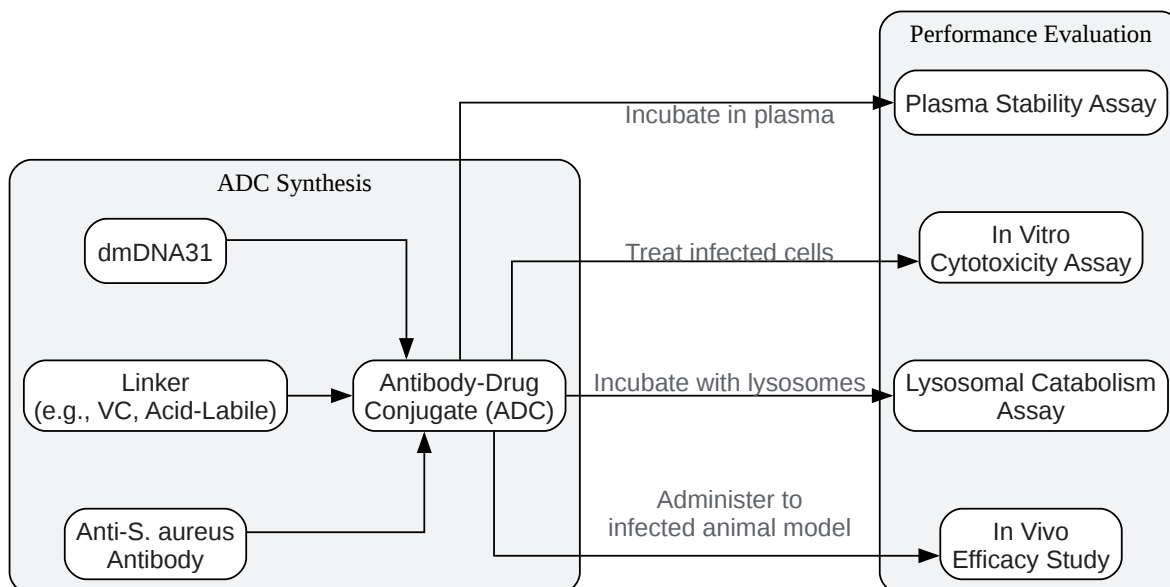 Performance Evaluation
Plasma Stability Assay
Incubate in plasma
ADC Synthesis
dmDNA31
Treat infected cells
In Vitro
Cytotoxicity Assay
Linker
(e.g., VC, Acid-Labile)
Antibody-Drug
Conjugate (ADC)
Incubate with lysosomes
Lysosomal Catabolism
Assay
Anti-S. aureus
Antibody
Administer to
infected animal model
In Vivo
Efficacy Study